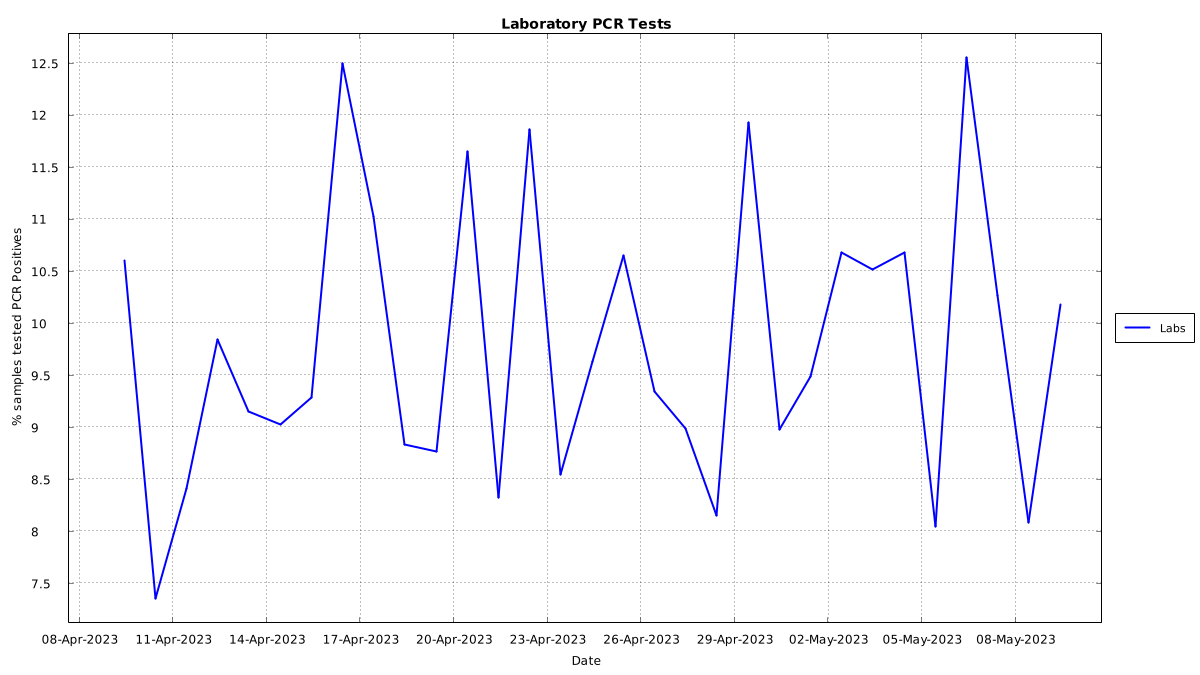 Laboratory PCR Tests
% samples tested PCR Positives
12.5
12
11.5
11
10.5
10
9.5
9
8.5
8
7.5
08-Apr-2023 11-Apr-2023 14-Apr-2023 17-Apr-2023 20-Apr-2023 23-Apr-2023 26-Apr-2023 29-Apr-2023 02-May-2023 05-May-2023 08-May-2023
Date
Labs